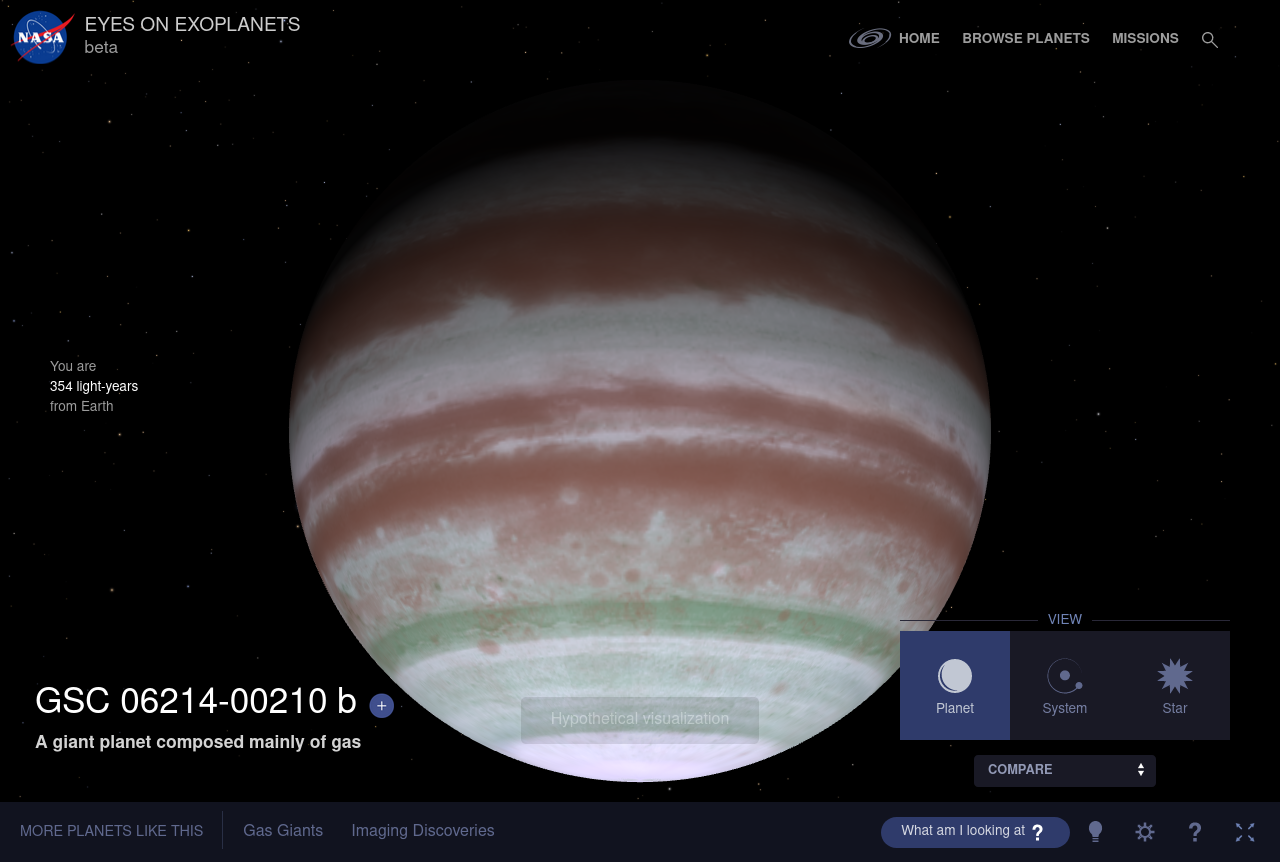 NASA
EYES ON EXOPLANETS
beta
HOME
BROWSE PLANETS
MISSIONS
You are
354 light-years
from Earth
VIEW
Planet
System
Star
GSC 06214-00210 b +
A giant planet composed mainly of gas
Hypothetical visualization
COMPARE
MORE PLANETS LIKE THIS
Gas Giants
Imaging Discoveries
What am I looking at ?
?